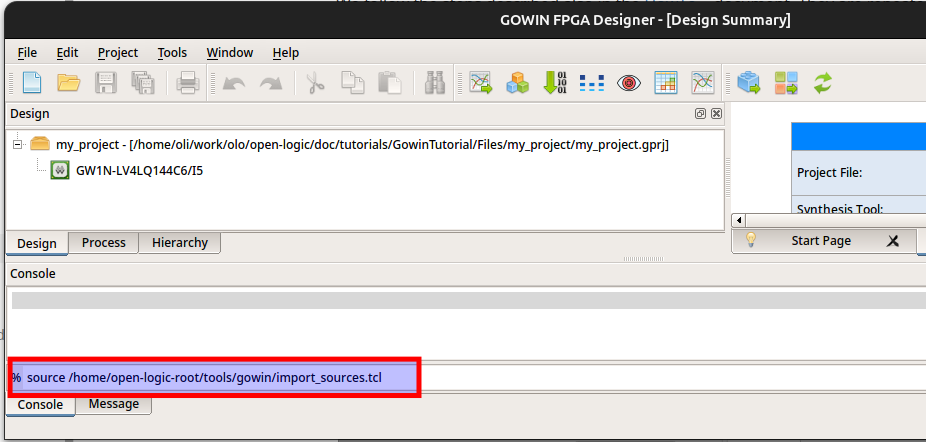 GOWIN FPGA Designer - [Design Summary]
File Edit Project Tools Window Help
Design
my_project - [/home/oli/work/olo/open-logic/doc/tutorials/GowinTutorial/Files/my_project/my_project.gprj]
GW1N-LV4LQ144C6/I5
Project File:
Synthesis Tool:
Design Process Hierarchy
Start Page
Console
% source /home/open-logic-root/tools/gowin/import_sources.tcl
Console Message